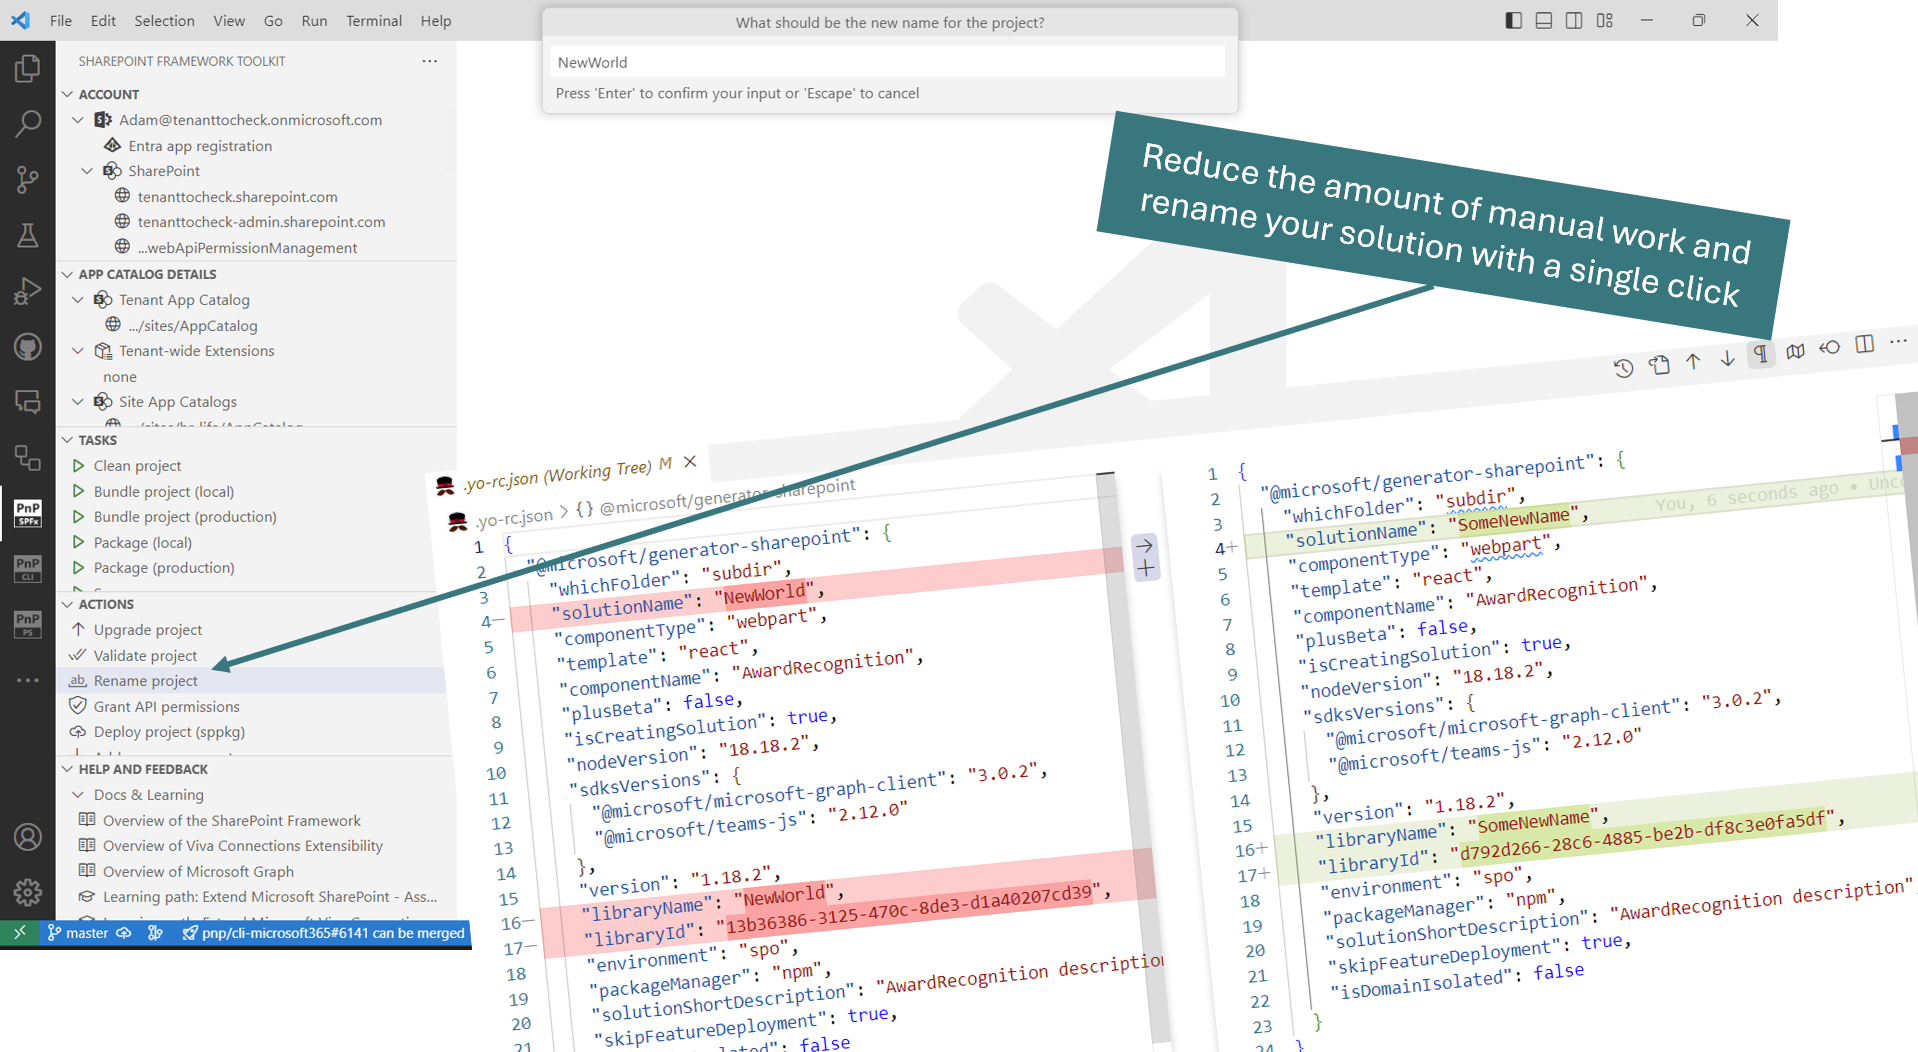 File Edit Selection View Go Run Terminal Help
What should be the new name for the project?
NewWorld
Press 'Enter' to confirm your input or 'Escape' to cancel
SHAREPOINT FRAMEWORK TOOLKIT
ACCOUNT
Adam@tenanttocheck.onmicrosoft.com
Entra app registration
SharePoint
tenanttocheck.sharepoint.com
tenanttocheck-admin.sharepoint.com
...webApiPermissionManagement
APP CATALOG DETAILS
Tenant App Catalog
.../sites/AppCatalog
Tenant-wide Extensions
none
Site App Catalogs
TASKS
Clean project
Bundle project (local)
Bundle project (production)
Package (local)
Package (production)
ACTIONS
Upgrade project
Validate project
Rename project
Grant API permissions
Deploy project (sppkg)
HELP AND FEEDBACK
Docs & Learning
Overview of the SharePoint Framework
Overview of Viva Connections Extensibility
Overview of Microsoft Graph
Learning path: Extend Microsoft SharePoint - Ass...
PnP
SPFx
PnP
CLI
PnP
PS
master
pnp/cli-microsoft365#6141 can be merged
Reduce the amount of manual work and
rename your solution with a single click
.yo-rc.json (Working Tree) M
.yo-rc.json > {} @microsoft/generator-sharepoint
1 {
2 "@microsoft/generator-sharepoint": {
3 "whichFolder": "subdir",
4— "solutionName": "NewWorld",
5 "componentType": "webpart",
6 "template": "react",
7 "componentName": "AwardRecognition",
8 "plusBeta": false,
9 "isCreatingSolution": true,
10 "nodeVersion": "18.18.2",
11 "sdksVersions": {
12 "@microsoft/microsoft-graph-client": "3.0.2",
13 "@microsoft/teams-js": "2.12.0"
14 },
15 "version": "1.18.2",
16— "libraryName": "NewWorld",
17— "libraryId": "13b36386-3125-470c-8de3-d1a40207cd39",
18 "environment": "spo",
19 "packageManager": "npm",
20 "solutionShortDescription": "AwardRecognition description
21 "skipFeatureDeployment": true,
false
1 {
2 "@microsoft/generator-sharepoint": {
3 "whichFolder": "subdir",
4+ "solutionName": "SomeNewName",
You, 6 seconds ago • Unco
5 "componentType": "webpart",
6 "template": "react",
7 "componentName": "AwardRecognition",
8 "plusBeta": false,
9 "isCreatingSolution": true,
10 "nodeVersion": "18.18.2",
11 "sdksVersions": {
12 "@microsoft/microsoft-graph-client": "3.0.2",
13 "@microsoft/teams-js": "2.12.0"
14 },
15 "version": "1.18.2",
16+ "libraryName": "SomeNewName",
17+ "libraryId": "d792d266-28c6-4885-be2b-df8c3e0fa5df",
18 "environment": "spo",
19 "packageManager": "npm",
20 "solutionShortDescription": "AwardRecognition description",
21 "skipFeatureDeployment": true,
22 "isDomainIsolated": false
23 }
24 }